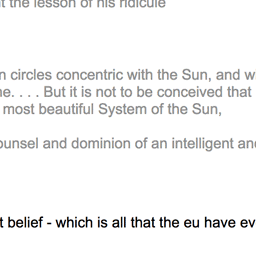 t the lesson of his ridicule
n circles concentric with the Sun, and w
ne. . . . But it is not to be conceived that
most beautiful System of the Sun,
ounsel and dominion of an intelligent an
t belief - which is all that the eu have ev